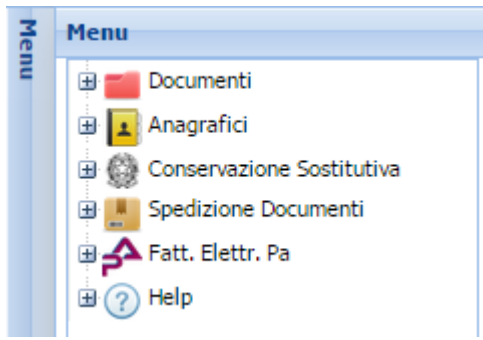 Menu
Menu
Documenti
Anagrafici
Conservazione Sostitutiva
Spedizione Documenti
Fatt. Elettr. Pa
Help